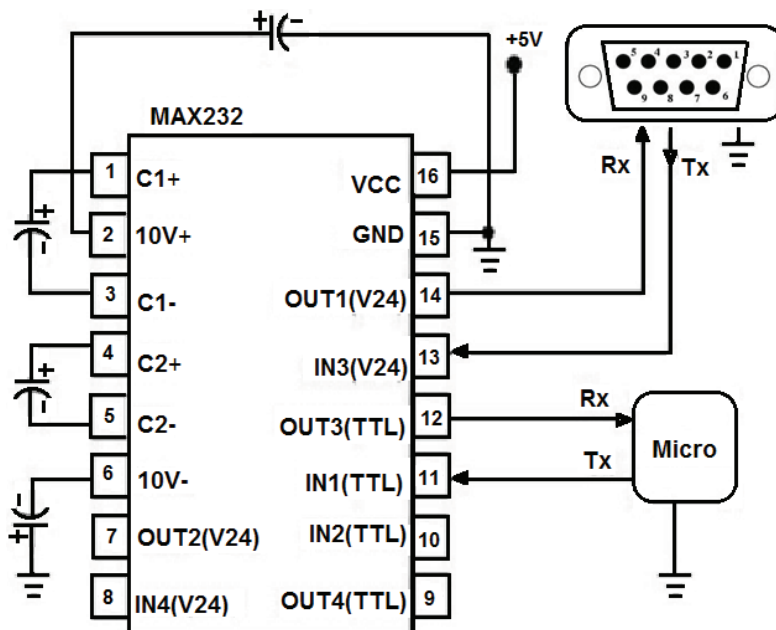 + -
+5V
5 4 3 2 1
9 8 7 6
MAX232
Rx Tx
1 C1+
VCC 16
+
-
2 10V+
GND 15
3 C1-
OUT1(V24) 14
4 C2+
IN3(V24) 13
+
-
5 C2-
OUT3(TTL) 12
Rx
Micro
6 10V-
IN1(TTL) 11
Tx
-
+
7 OUT2(V24)
IN2(TTL) 10
8 IN4(V24)
OUT4(TTL) 9